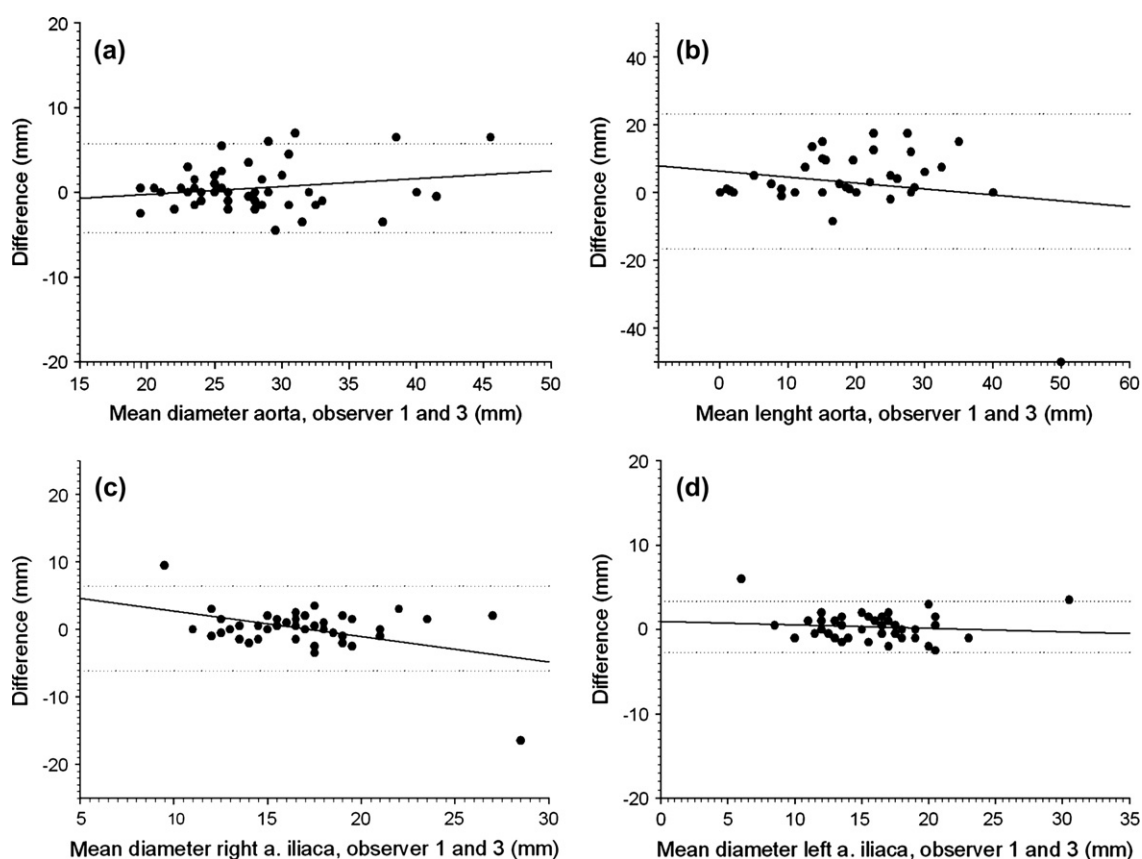 (a)
20
10
0
-10
-20
Difference (mm)
15 20 25 30 35 40 45 50
Mean diameter aorta, observer 1 and 3 (mm)
(b)
40
20
0
-20
-40
Difference (mm)
0 10 20 30 40 50 60
Mean lenght aorta, observer 1 and 3 (mm)
(c)
20
10
0
-10
-20
Difference (mm)
5 10 15 20 25 30
Mean diameter right a. iliaca, observer 1 and 3 (mm)
(d)
20
10
0
-10
-20
Difference (mm)
0 5 10 15 20 25 30 35
Mean diameter left a. iliaca, observer 1 and 3 (mm)